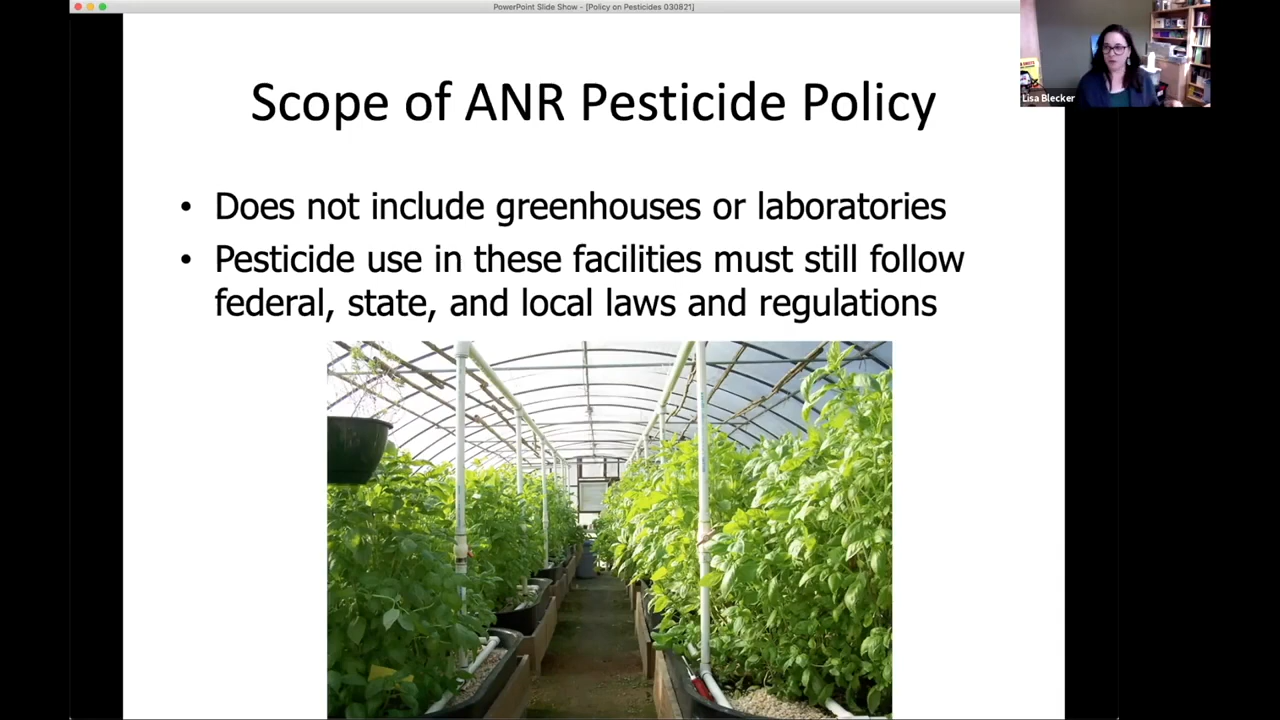 PowerPoint Slide Show - [Policy on Pesticides 030821]
Scope of ANR Pesticide Policy
• Does not include greenhouses or laboratories
• Pesticide use in these facilities must still follow
federal, state, and local laws and regulations
Lisa Blecker